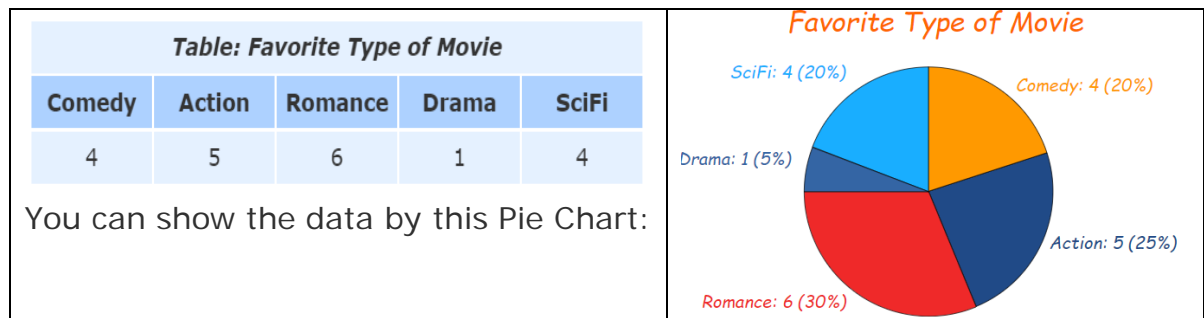 Table: Favorite Type of Movie
Comedy Action Romance Drama SciFi
4 5 6 1 4
You can show the data by this Pie Chart:
Favorite Type of Movie
SciFi: 4 (20%)
Comedy: 4 (20%)
Drama: 1 (5%)
Action: 5 (25%)
Romance: 6 (30%)